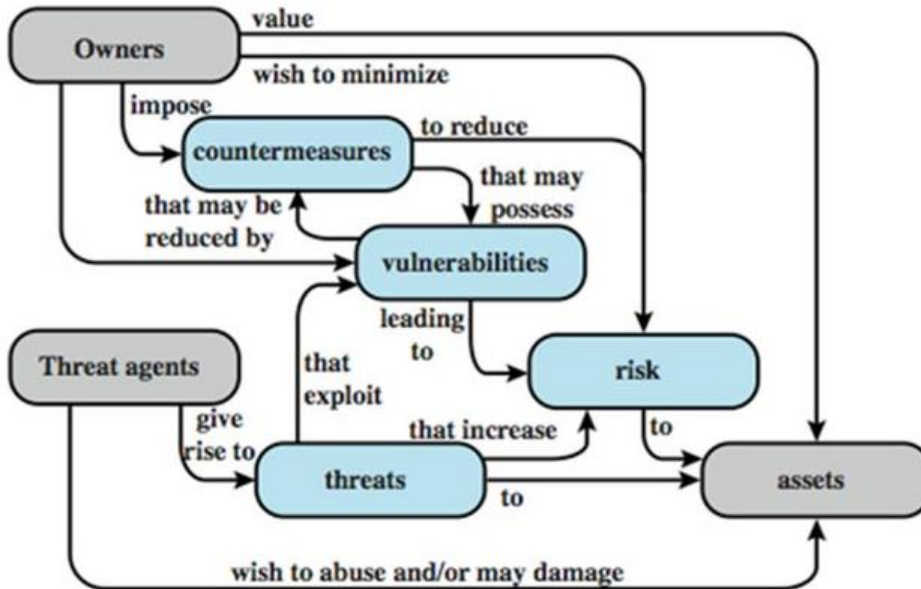 value
Owners
wish to minimize
impose
to reduce
countermeasures
that may
possess
that may be
reduced by
vulnerabilities
leading
to
Threat agents
that
exploit
risk
give
rise to
that increase
to
threats
to
assets
wish to abuse and/or may damage